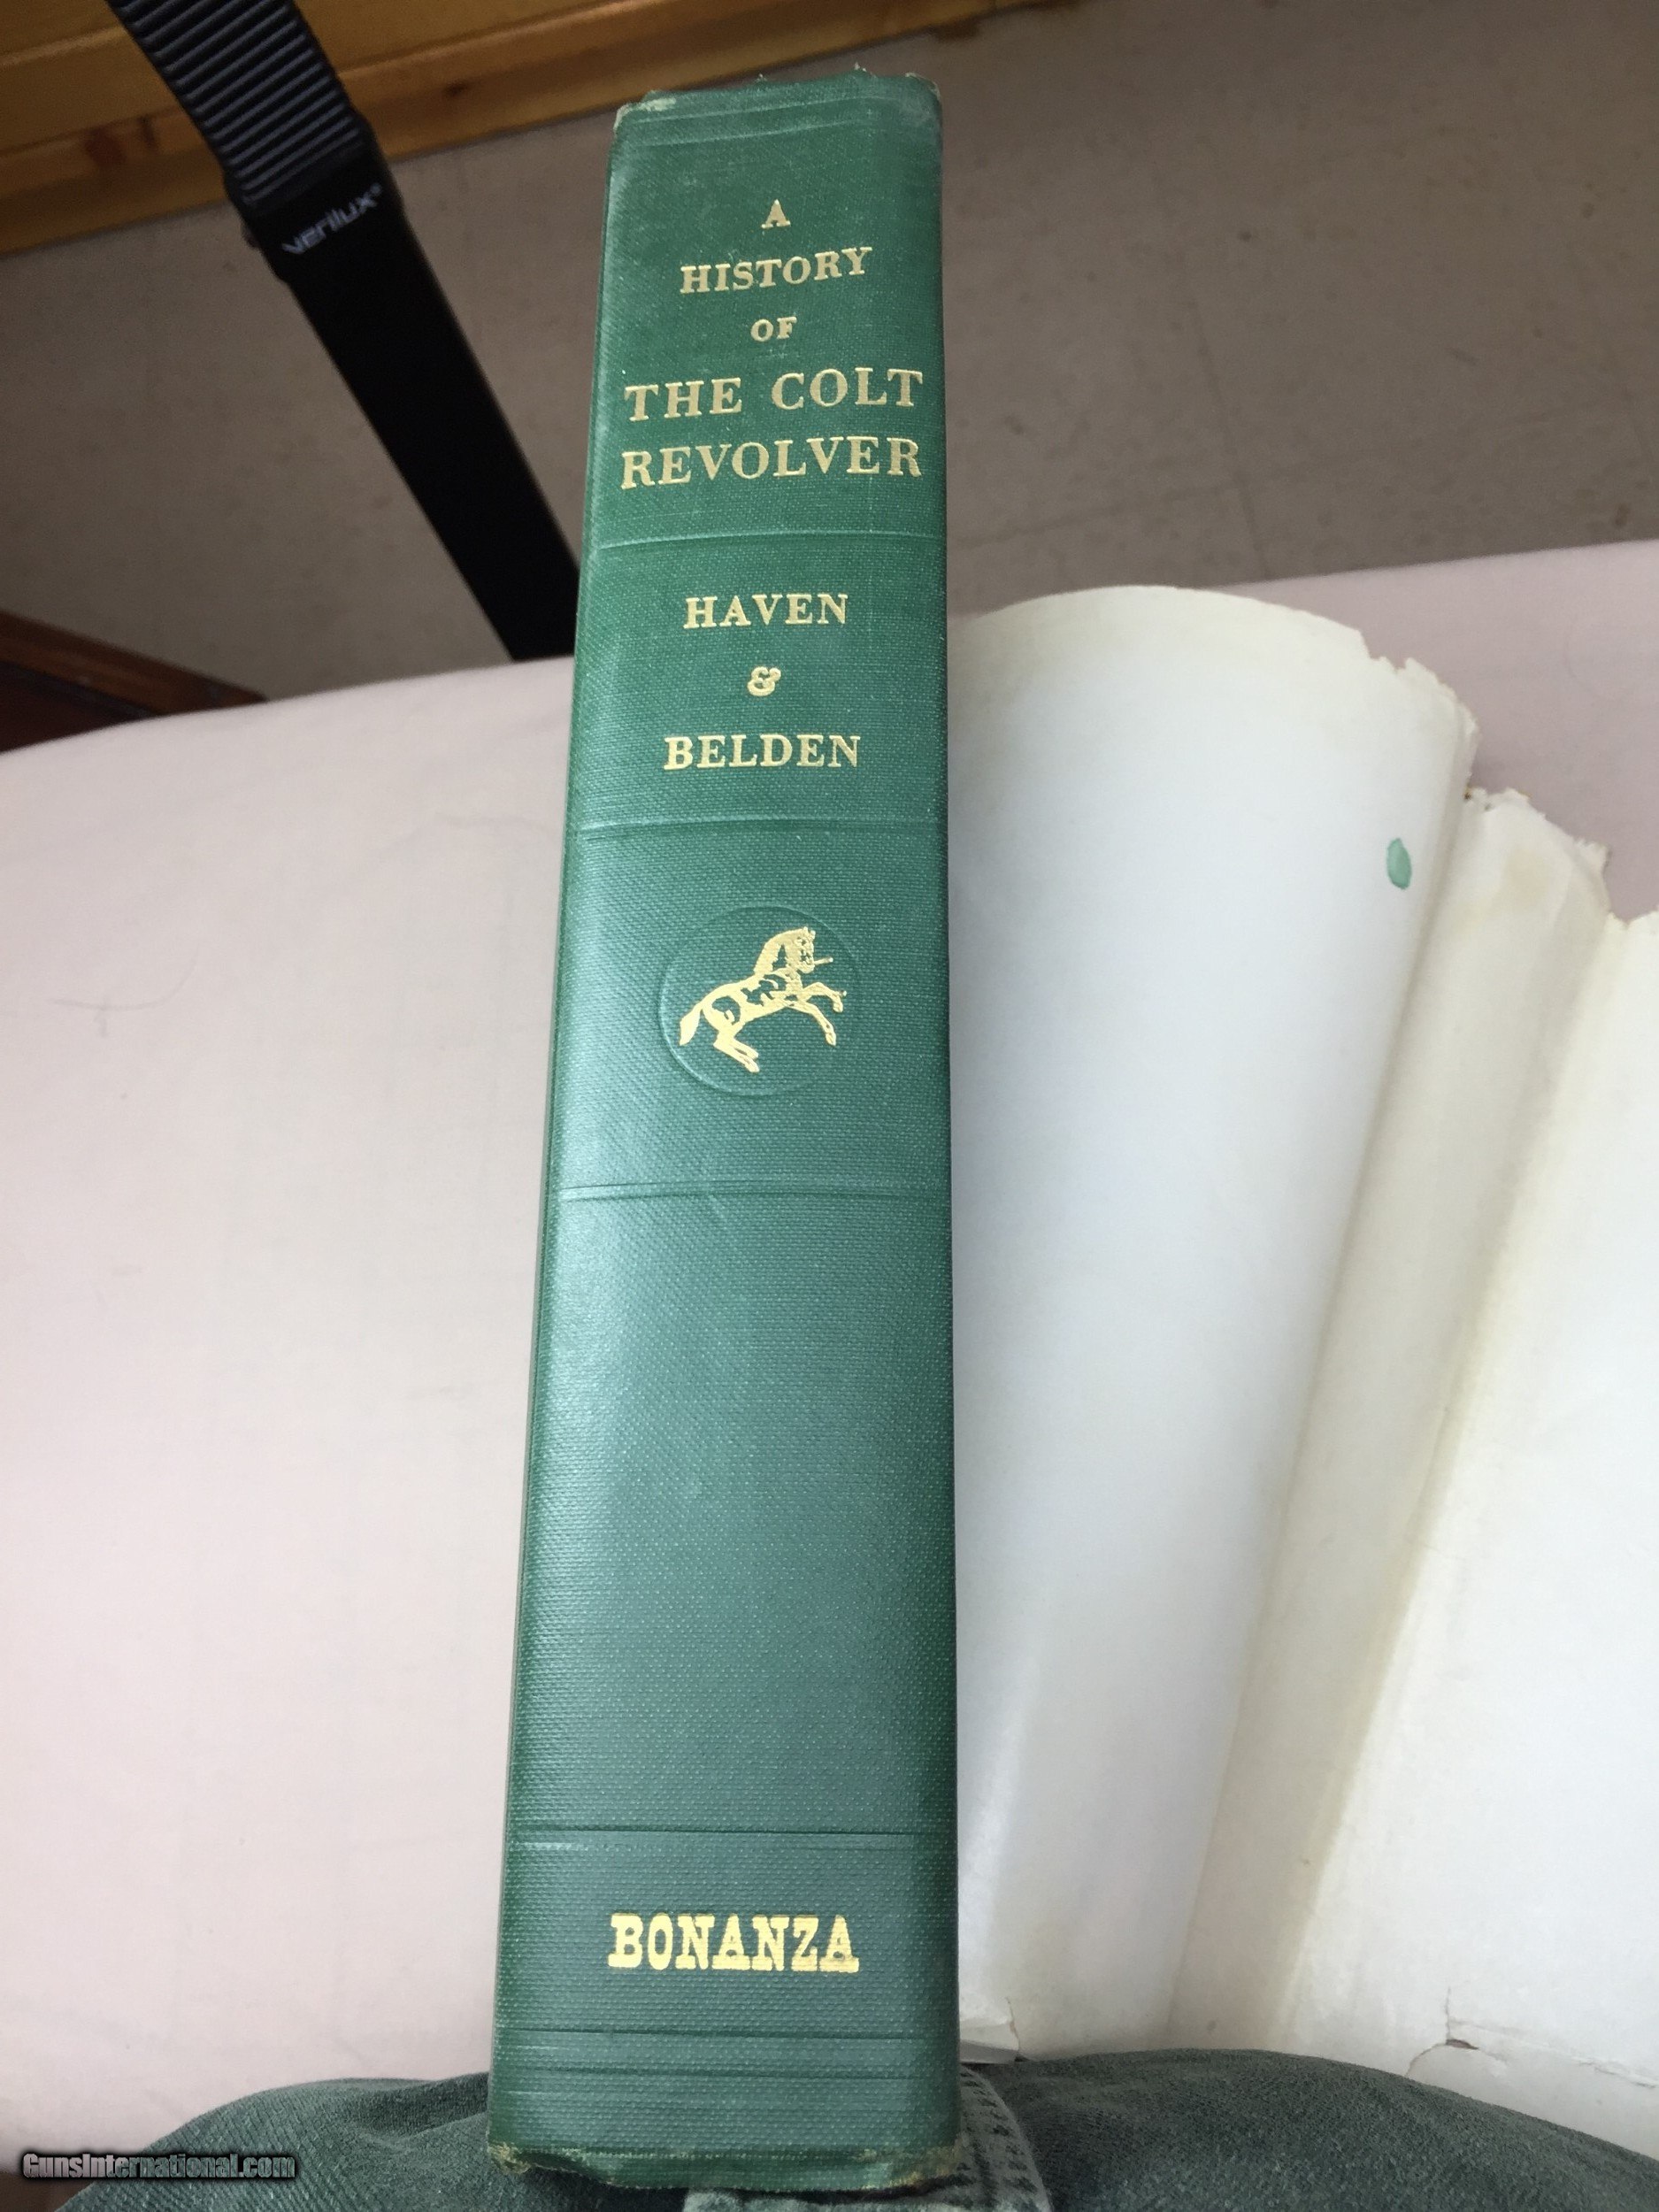 verilux®
A
HISTORY
OF
THE COLT
REVOLVER
HAVEN
&
BELDEN
BONANZA
GunsInternational.com